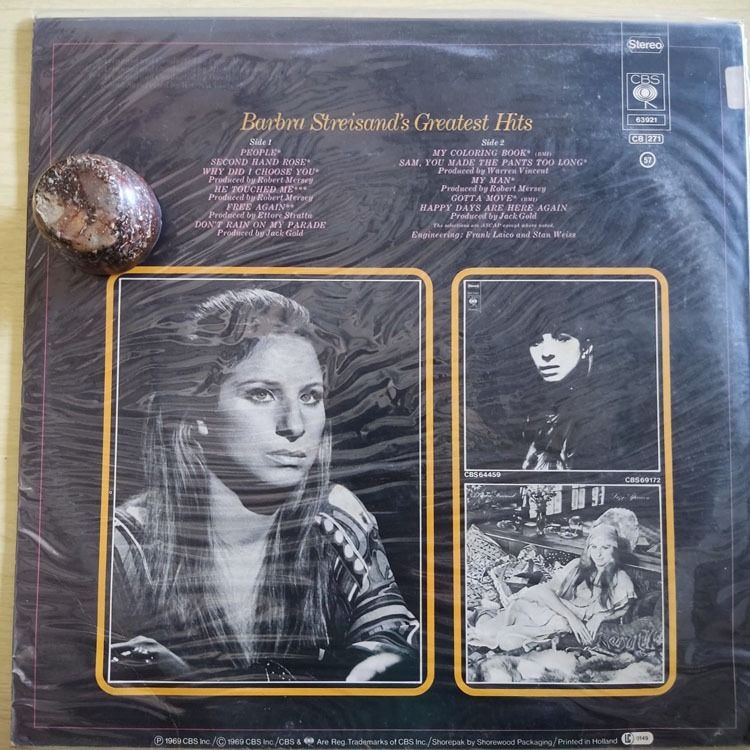 Stereo
CBS
63921
CB 271
57
Barbra Streisand's Greatest Hits
Side 1
PEOPLE*
SECOND HAND ROSE*
WHY DID I CHOOSE YOU*
Produced by Robert Mersey
HE TOUCHED ME***
Produced by Robert Mersey
FREE AGAIN**
Produced by Ettore Stratta
DON'T RAIN ON MY PARADE
Produced by Jack Gold
Side 2
MY COLORING BOOK* (BMI)
SAM, YOU MADE THE PANTS TOO LONG*
Produced by Warren Vincent
MY MAN*
Produced by Robert Mersey
GOTTA MOVE* (BMI)
HAPPY DAYS ARE HERE AGAIN
Produced by Jack Gold
The selections are ASCAP except where noted.
Engineering: Frank Laico and Stan Weiss
CBS64459
CBS69172
Ⓟ 1969 CBS Inc./© 1969 CBS Inc./CBS & Are Reg. Trademarks of CBS Inc./Shorepak by Shorewood Packaging/Printed in Holland LC 0149